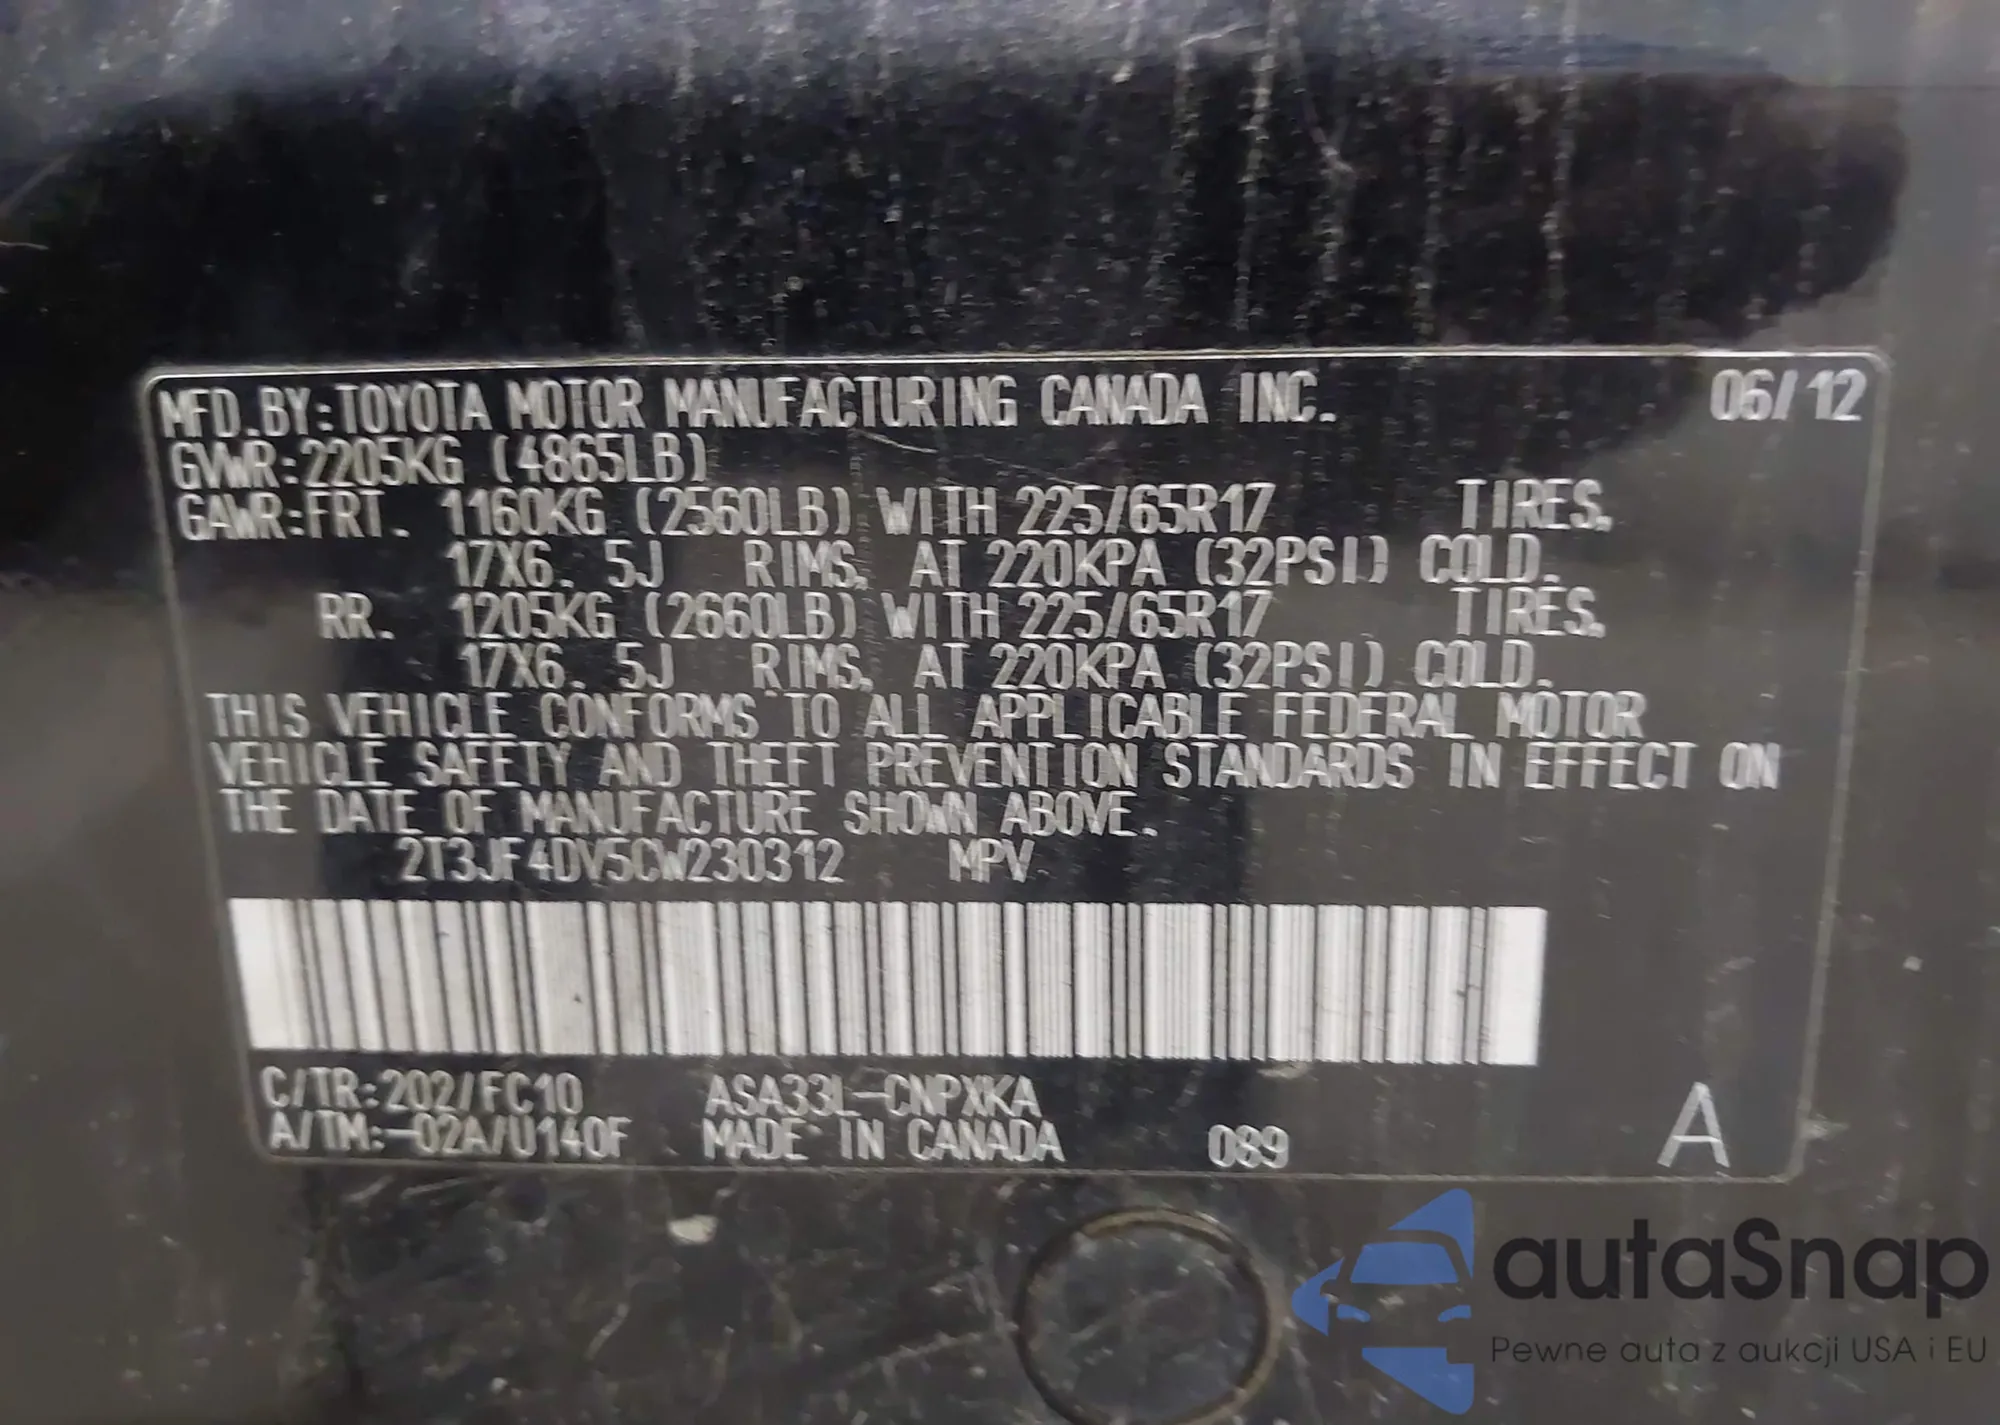 MFD.BY:TOYOTA MOTOR MANUFACTURING CANADA INC. 06/12
GVWR:2205KG (4865LB)
GAWR:FRT. 1160KG (2560LB) WITH 225/65R17 TIRES,
17X6. 5J RIMS, AT 220KPA (32PSI) COLD.
RR. 1205KG (2660LB) WITH 225/65R17 TIRES,
17X6. 5J RIMS, AT 220KPA (32PSI) COLD.
THIS VEHICLE CONFORMS TO ALL APPLICABLE FEDERAL MOTOR
VEHICLE SAFETY AND THEFT PREVENTION STANDARDS IN EFFECT ON
THE DATE OF MANUFACTURE SHOWN ABOVE.
2T3JF4DV5CW230312 MPV
C/TR:202/FC10 ASA33L-CNPXKA
A/TM:-02A/U140F MADE IN CANADA 089 A
autaSnap
Pewne auta z aukcji USA i EU